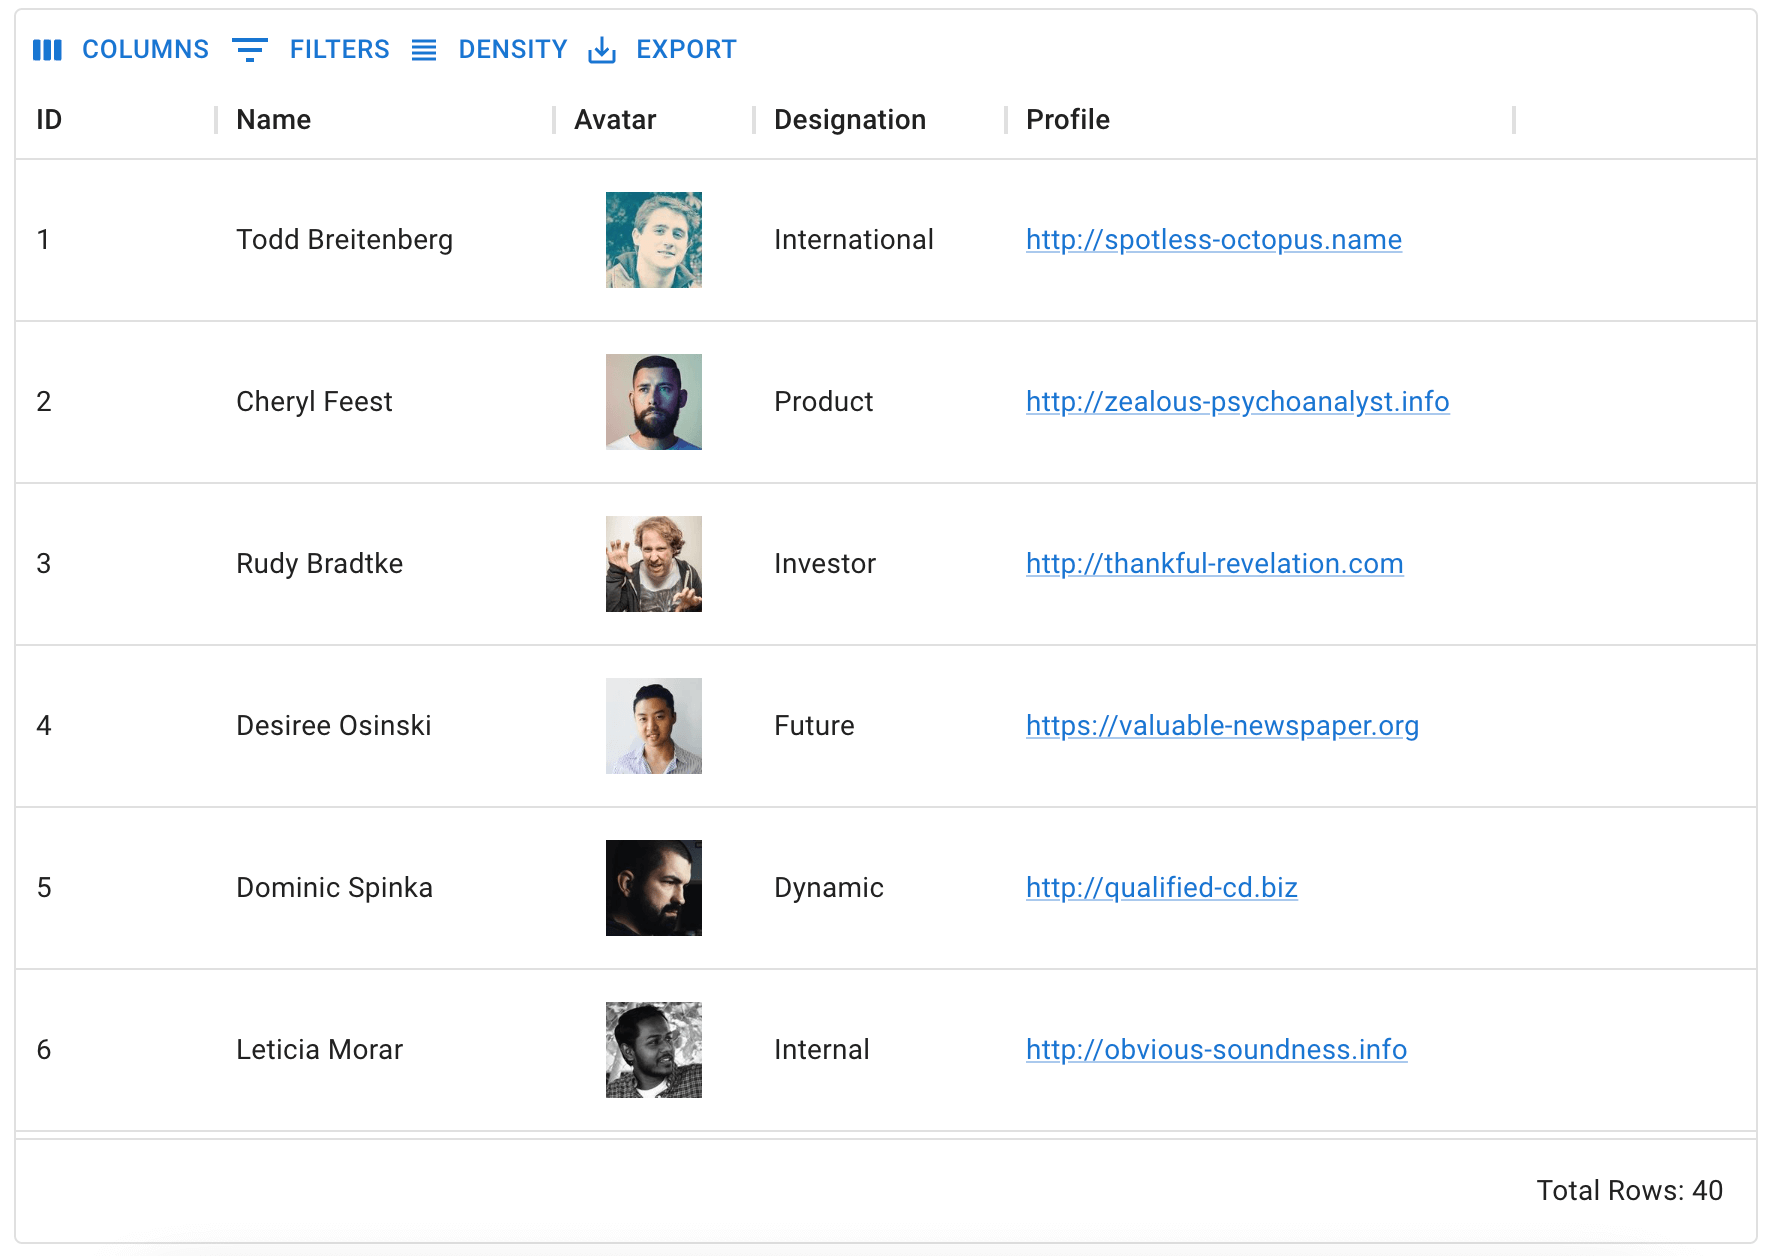 COLUMNS FILTERS DENSITY EXPORT
ID Name Avatar Designation Profile
1 Todd Breitenberg International http://spotless-octopus.name
2 Cheryl Feest Product http://zealous-psychoanalyst.info
3 Rudy Bradtke Investor http://thankful-revelation.com
4 Desiree Osinski Future https://valuable-newspaper.org
5 Dominic Spinka Dynamic http://qualified-cd.biz
6 Leticia Morar Internal http://obvious-soundness.info
Total Rows: 40